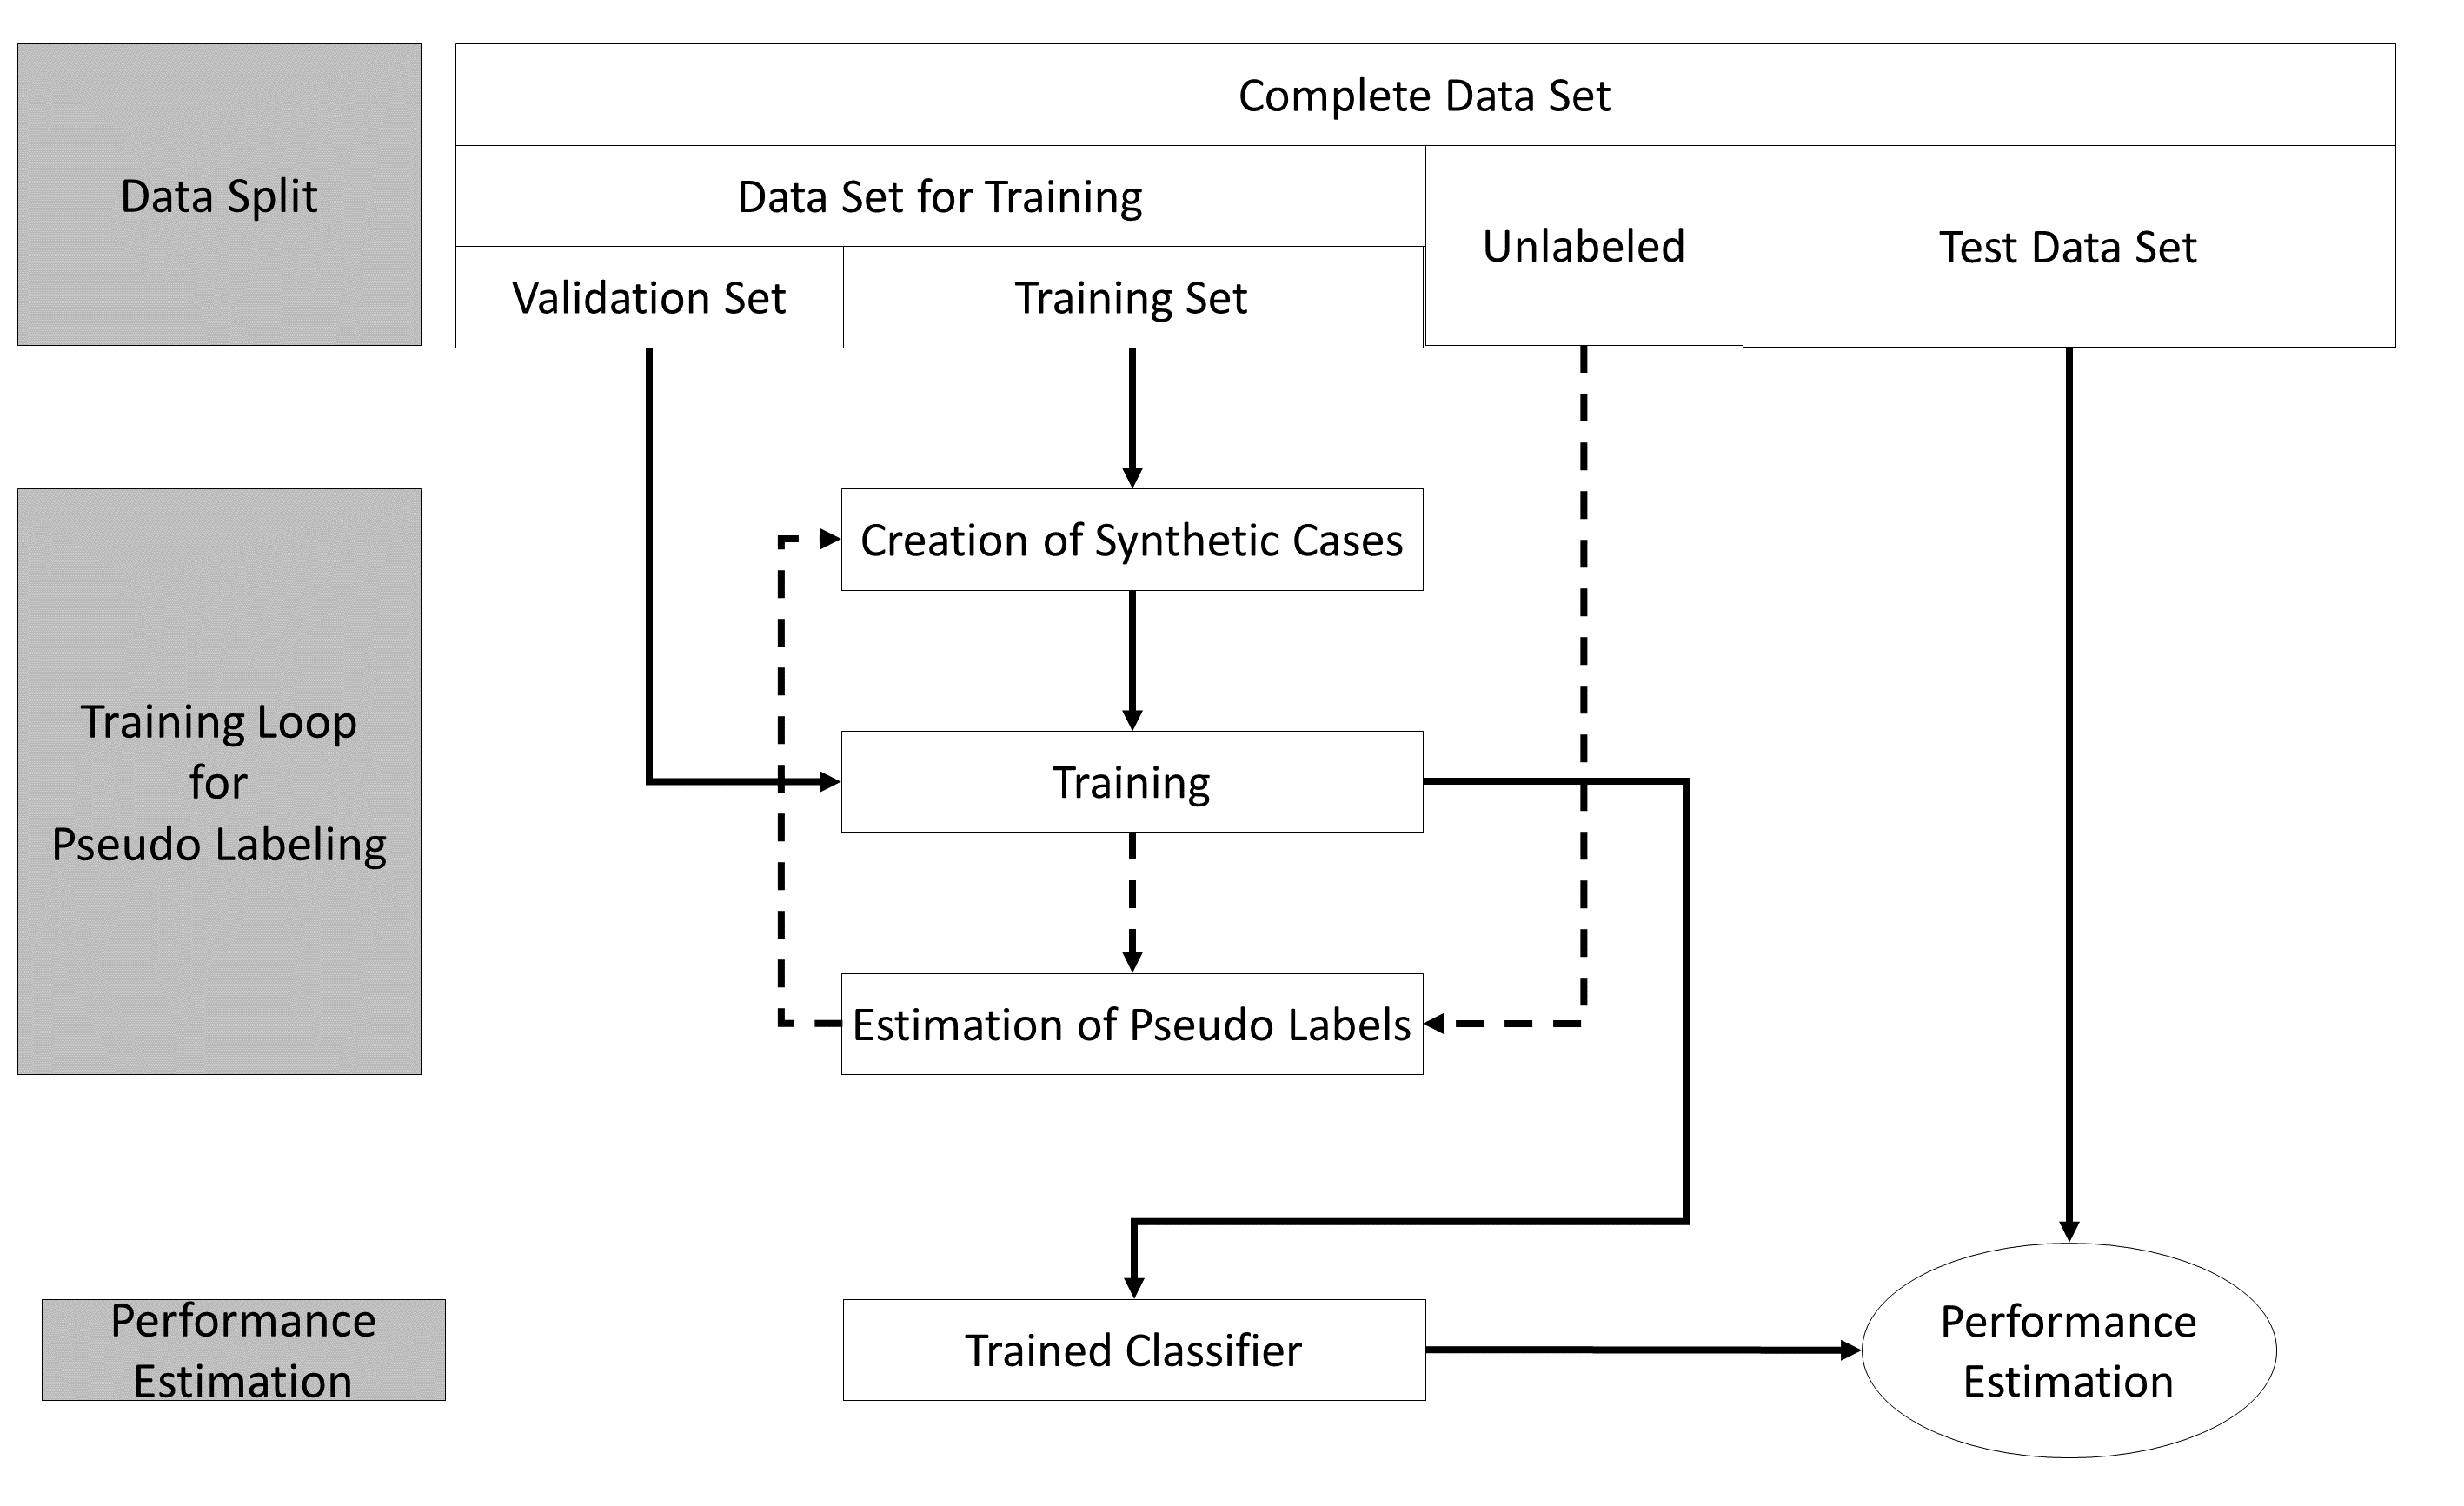 Data Split
Complete Data Set
Data Set for Training
Unlabeled
Test Data Set
Validation Set
Training Set
Training Loop
for
Pseudo Labeling
Creation of Synthetic Cases
Training
Estimation of Pseudo Labels
Performance
Estimation
Trained Classifier
Performance
Estimation